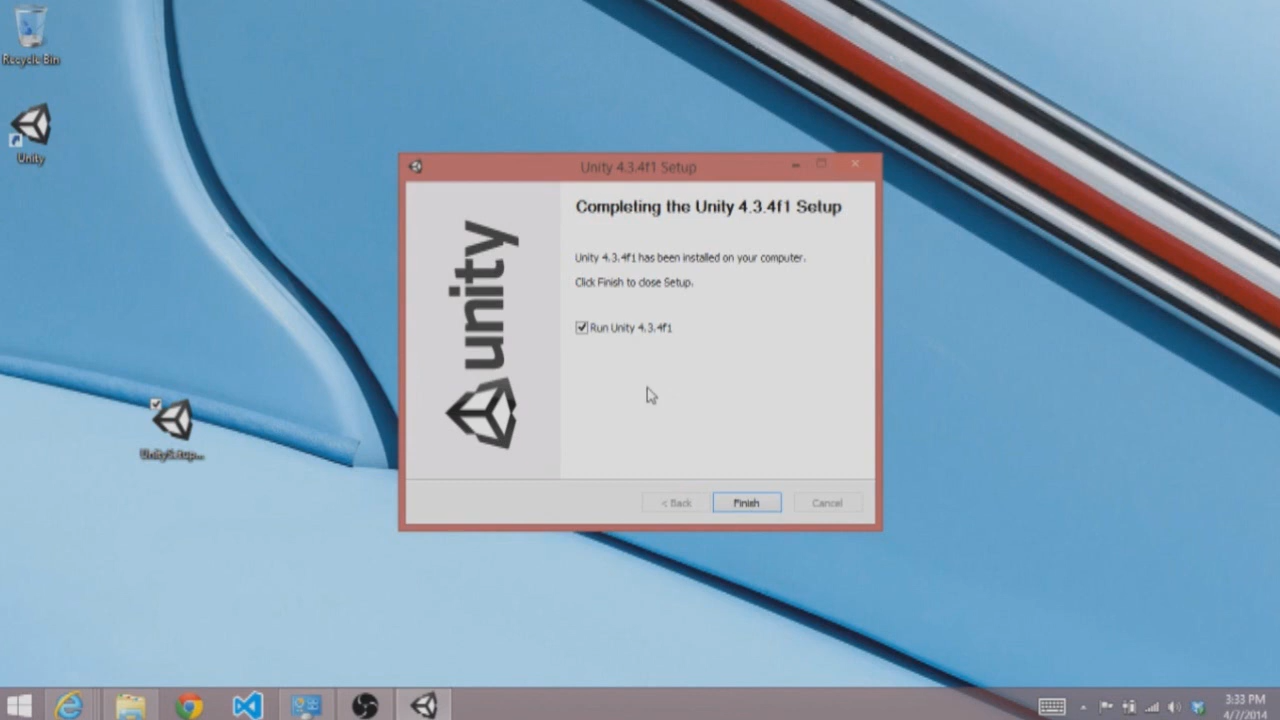 Recycle Bin
Unity
Unity 4.3.4f1 Setup
unity
Completing the Unity 4.3.4f1 Setup
Unity 4.3.4f1 has been installed on your computer.
Click Finish to close Setup.
Run Unity 4.3.4f1
UnitySetup...
< Back
Finish
Cancel
3:33 PM
4/7/2014